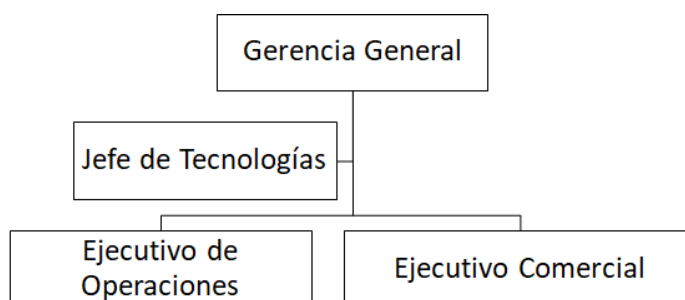 Gerencia General
Jefe de Tecnologías
Ejecutivo de
Operaciones
Ejecutivo Comercial